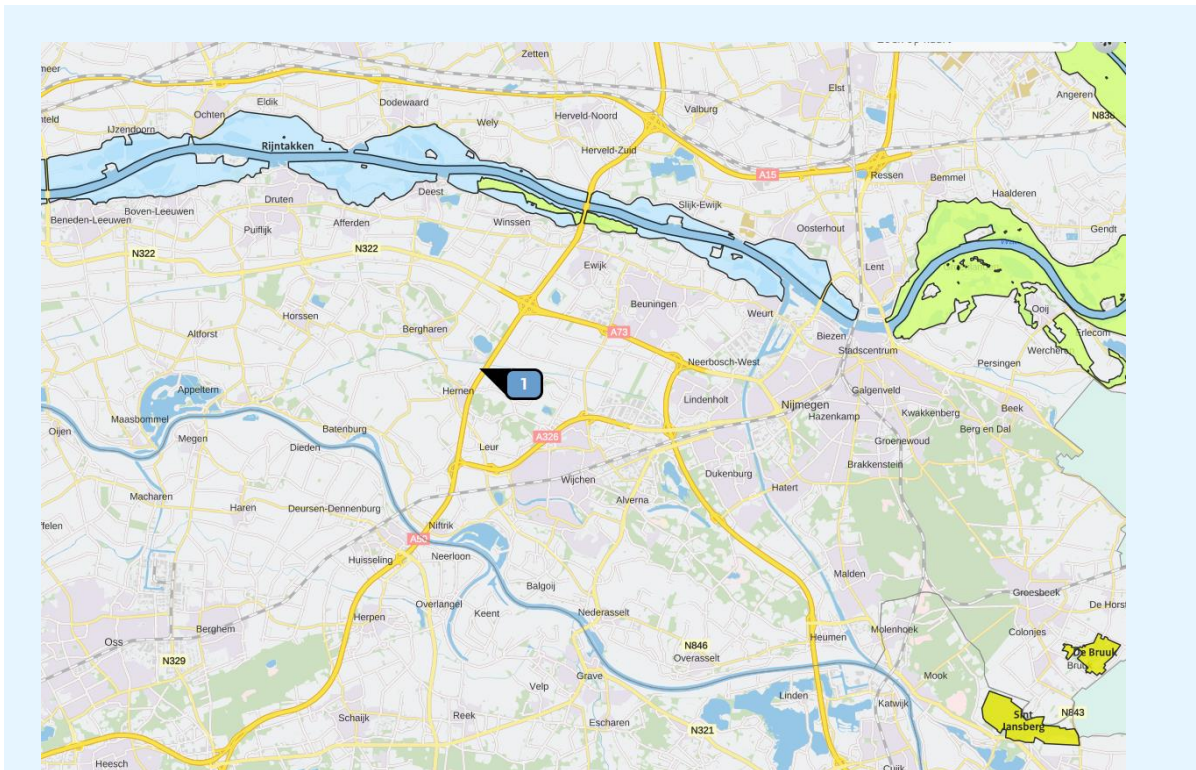 Zetten
Elst
Angeren
N838
Ochten
Eldik
Dodewaard
Wely
Herveld-Noord
Valburg
IJzendoorn
Rijntakken
Herveld-Zuid
A15
Ressen
Bemmel
Haalderen
Deest
Druten
Slijk-Ewijk
Boven-Leeuwen
Beneden-Leeuwen
Puiflijk
Afferden
Winssen
Oosterhout
Gendt
N322
N322
Ewijk
Lent
Beuningen
Weurt
Ooij
Horssen
Bergharen
Altforst
A73
Biezen
Stadscentrum
Erlecom
Persingen
Neerbosch-West
1
Hernen
Appeltern
Lindenholt
Nijmegen
Galgenveld
Hazenkamp
Kwakkenberg
Beek
Maasbommel
Oijen
Megen
Batenburg
Dieden
Leur
A326
Berg en Dal
Groenewoud
Brakkenstein
Wijchen
Dukenburg
Hatert
Alverna
Macharen
Haren
Deursen-Dennenburg
Niftrik
A50
Huisseling
Neerloon
Balgoij
Malden
Groesbeek
De Horst
Overlangel
Keent
Nederasselt
Herpen
Berghem
Oss
Heumen
Molenhoek
Colonjes
N846
Overasselt
De Bruuk
N329
Grave
Mook
Velp
Linden
Katwijk
Schaijk
Reek
Escharen
N321
Sint
Jansberg
N843
Heesch
Cuijk